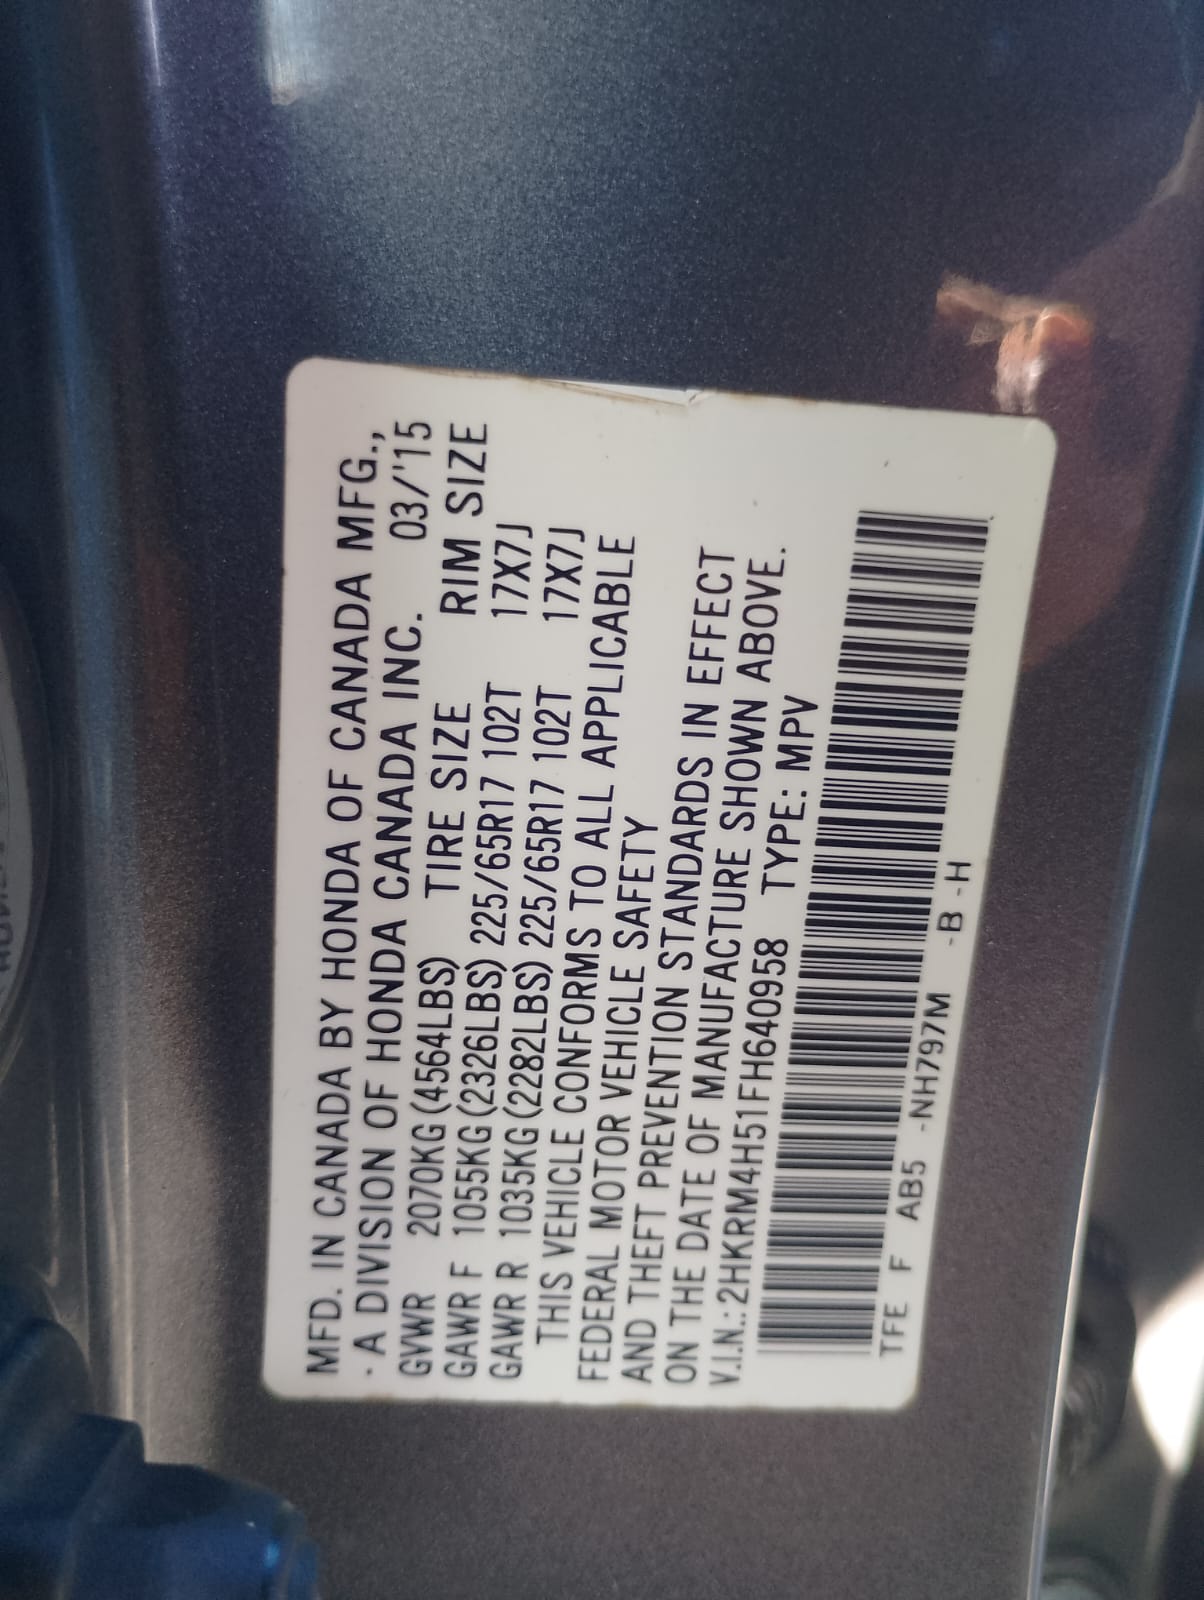 MFD. IN CANADA BY HONDA OF CANADA MFG.,
· A DIVISION OF HONDA CANADA INC. 03/'15
GVWR 2070KG (4564LBS) TIRE SIZE RIM SIZE
GAWR F 1055KG (2326LBS) 225/65R17 102T 17X7J
GAWR R 1035KG (2282LBS) 225/65R17 102T 17X7J
THIS VEHICLE CONFORMS TO ALL APPLICABLE
FEDERAL MOTOR VEHICLE SAFETY
AND THEFT PREVENTION STANDARDS IN EFFECT
ON THE DATE OF MANUFACTURE SHOWN ABOVE.
V.I.N.: 2HKRM4H51FH640958 TYPE: MPV
TFE F AB5 -NH797M -B -H